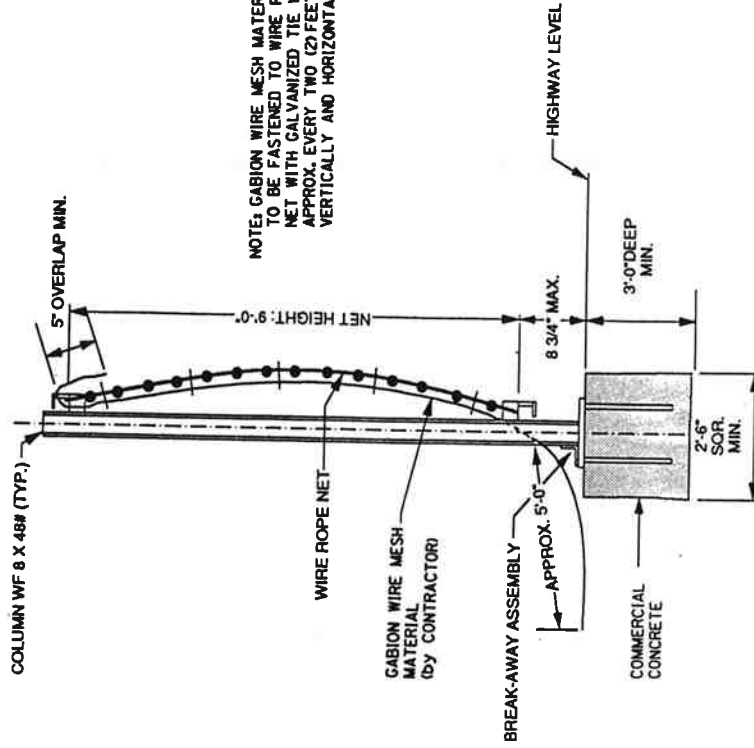 COLUMN WF 8 X 48# (TYP.)
5" OVERLAP MIN.
NOTE: GABION WIRE MESH MATER
TO BE FASTENED TO WIRE R
NET WITH GALVANIZED TIE
APPROX. EVERY TWO (2) FEET
VERTICALLY AND HORIZONTA
NET HEIGHT: 9'-0"
WIRE ROPE NET
GABION WIRE MESH
MATERIAL
(by CONTRACTOR)
BREAK-AWAY ASSEMBLY
APPROX. 5'-0"
8 3/4" MAX.
HIGHWAY LEVEL
3'-0" DEEP
MIN.
2'-6"
SQR.
MIN.
COMMERCIAL
CONCRETE